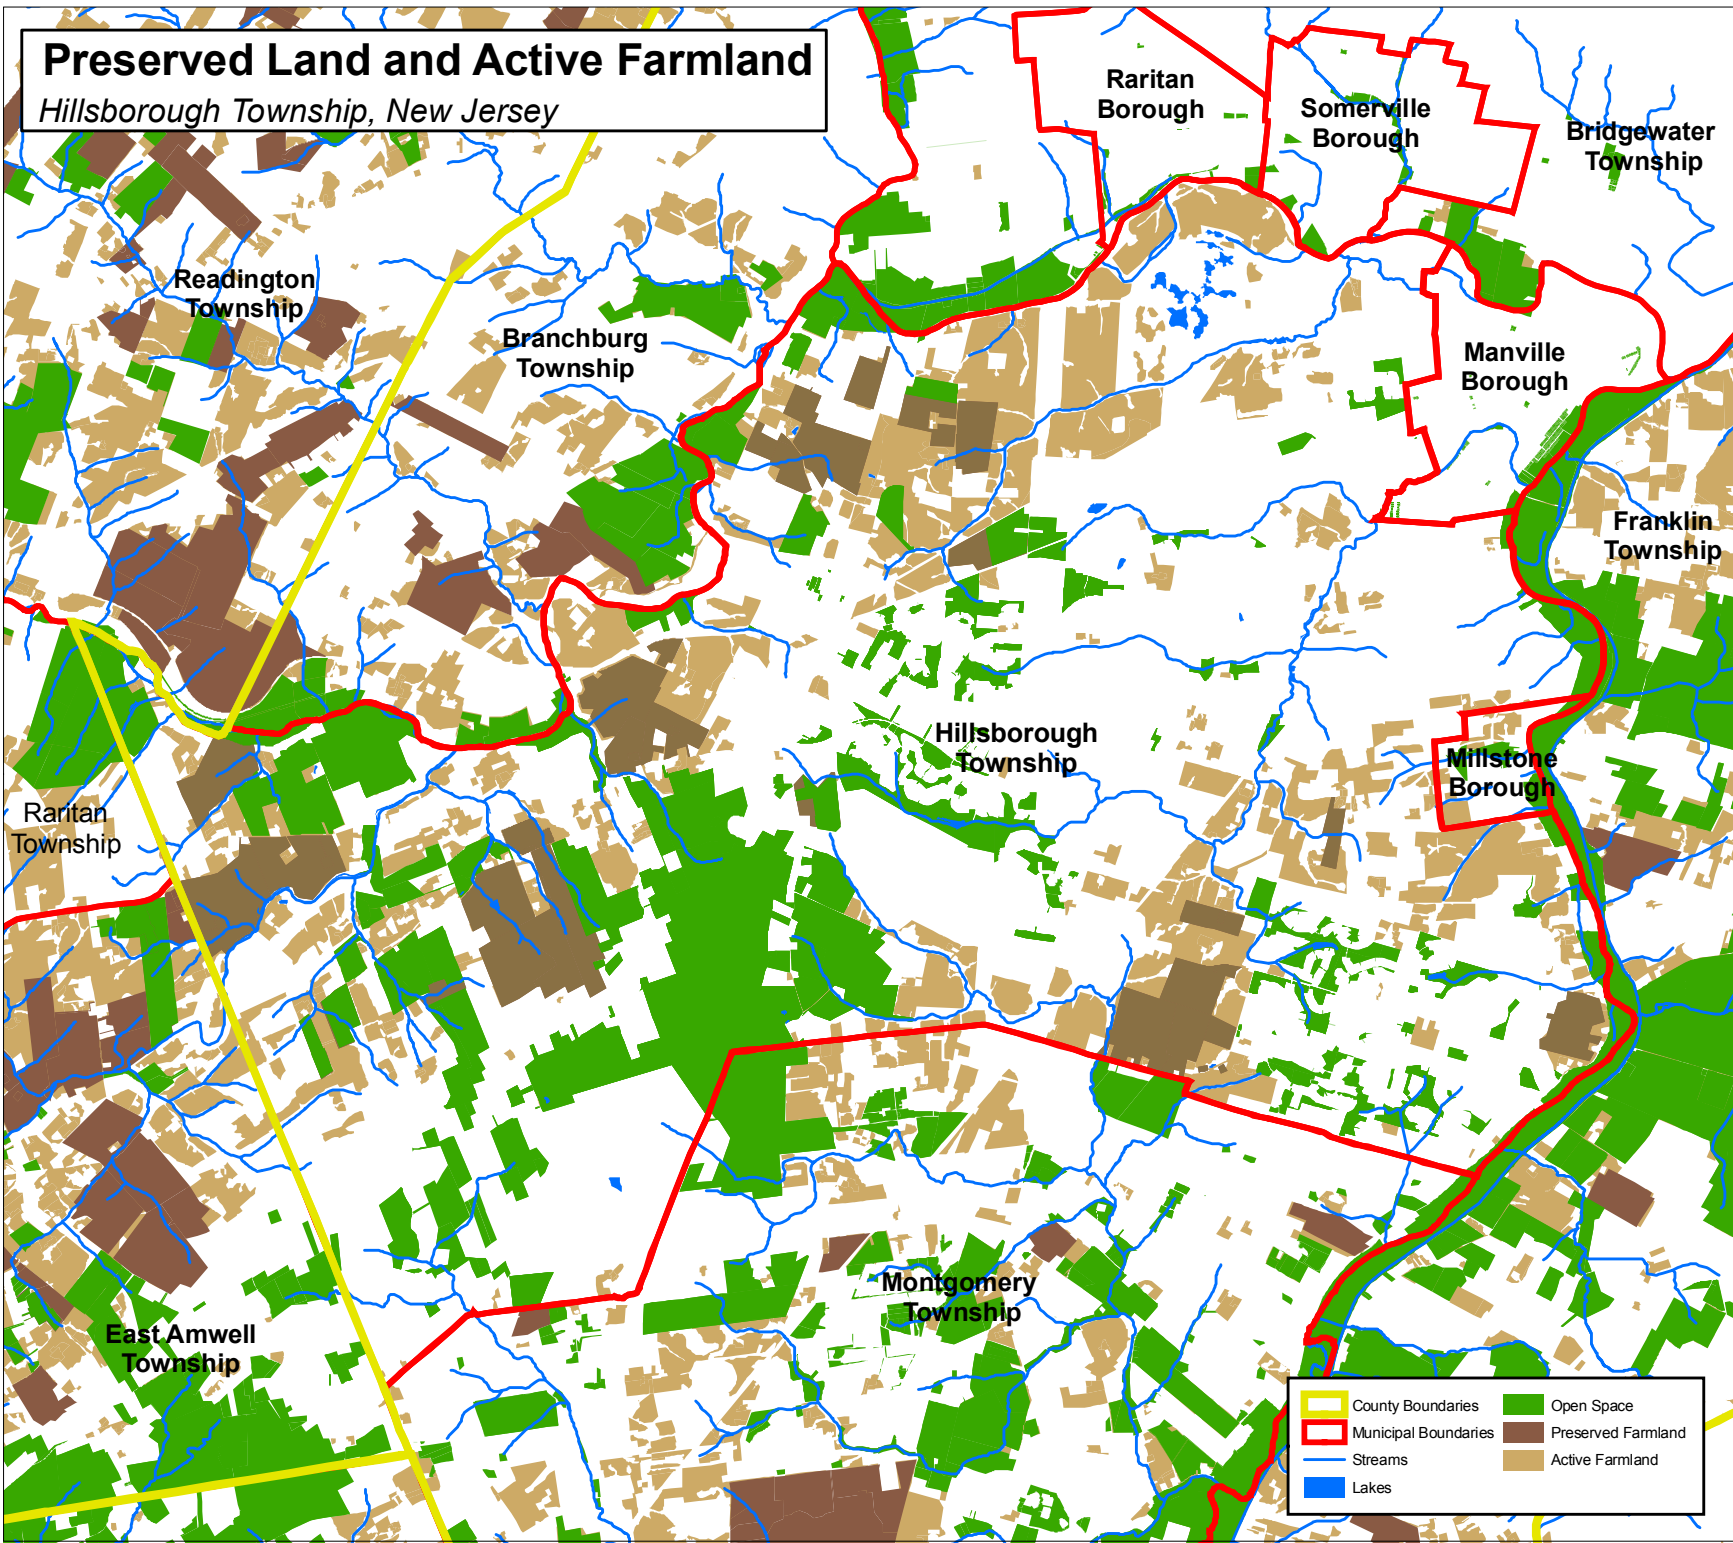 Preserved Land and Active Farmland
Hillsborough Township, New Jersey
Raritan
Borough
Somerville
Borough
Bridgewater
Township
Readington
Township
Branchburg
Township
Manville
Borough
Franklin
Township
Hillsborough
Township
Millstone
Borough
Raritan
Township
Montgomery
Township
East Amwell
Township
County Boundaries
Municipal Boundaries
Streams
Lakes
Open Space
Preserved Farmland
Active Farmland